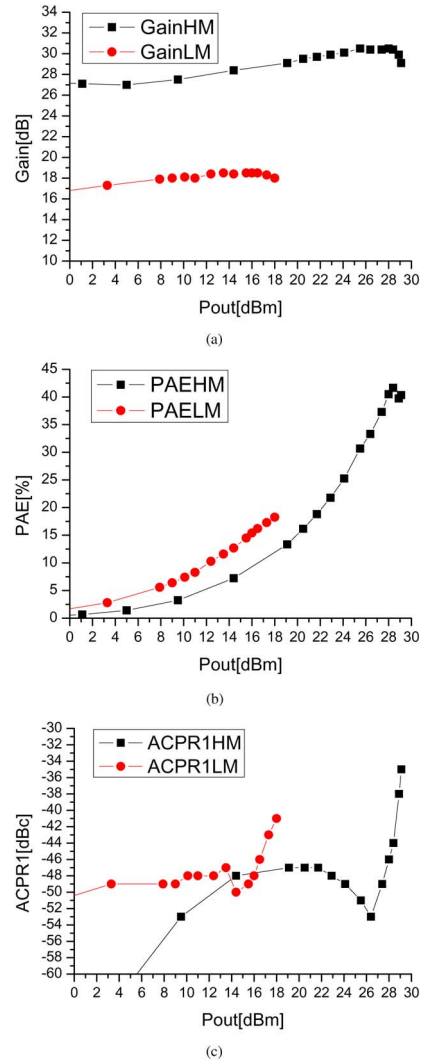 34
32
30
28
26
24
22
20
18
16
14
12
10
Gain[dB]
GainHM
GainLM
0 2 4 6 8 10 12 14 16 18 20 22 24 26 28 30
Pout[dBm]
(a)
45
40
35
30
25
20
15
10
5
0
PAE[%]
PAEHM
PAELM
0 2 4 6 8 10 12 14 16 18 20 22 24 26 28 30
Pout[dBm]
(b)
-30
-32
-34
-36
-38
-40
-42
-44
-46
-48
-50
-52
-54
-56
-58
-60
ACPR1[dBc]
ACPR1HM
ACPR1LM
0 2 4 6 8 10 12 14 16 18 20 22 24 26 28 30
Pout[dBm]
(c)